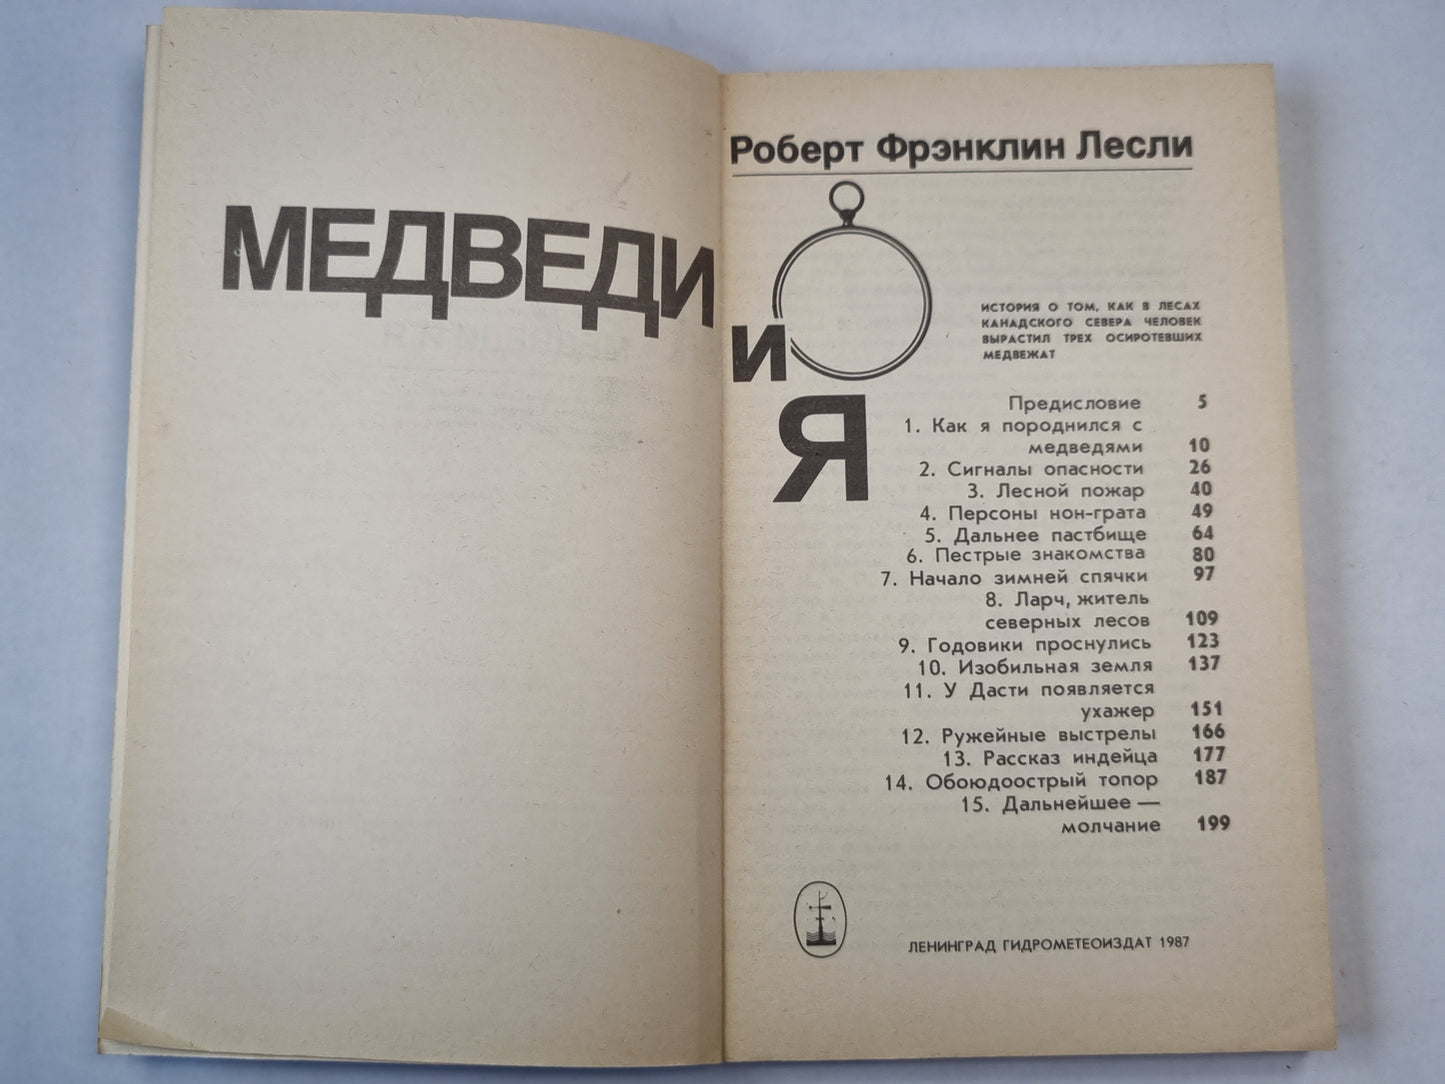 МЕДВЕДИ
Роберт Фрэнклин Лесли
и
Я
ИСТОРИЯ О ТОМ, КАК В ЛЕСАХ
КАНАДСКОГО СЕВЕРА ЧЕЛОВЕК
ВЫРАСТИЛ ТРЕХ ОСИРОТЕВШИХ
МЕДВЕЖАТ
Предисловие 5
1. Как я породнился с
медведями 10
2. Сигналы опасности 26
3. Лесной пожар 40
4. Персоны нон-грата 49
5. Дальнее пастбище 64
6. Пестрые знакомства 80
7. Начало зимней спячки 97
8. Ларч, житель
северных лесов 109
9. Годовики проснулись 123
10. Изобильная земля 137
11. У Дасти появляется
ухажер 151
12. Ружейные выстрелы 166
13. Рассказ индейца 177
14. Обоюдоострый топор 187
15. Дальнейшее —
молчание 199
ЛЕНИНГРАД ГИДРОМЕТЕОИЗДАТ 1987